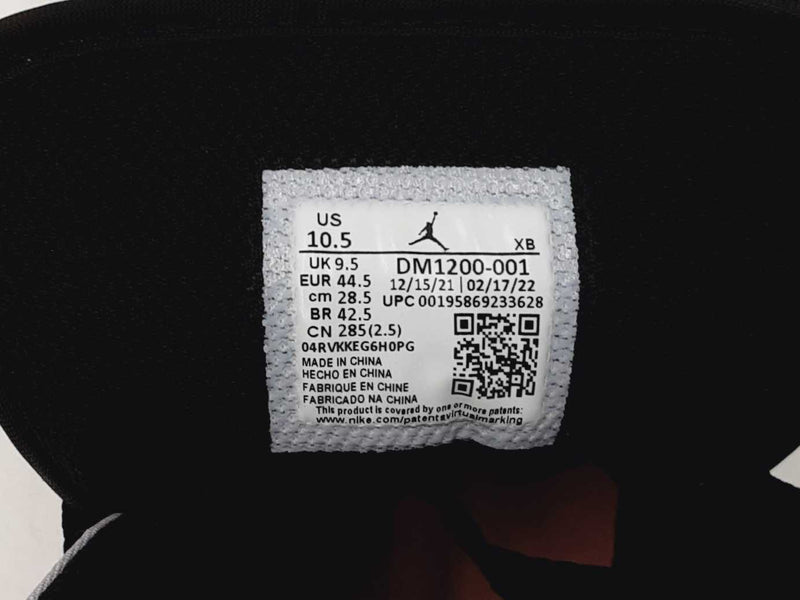 US
10.5
XB
UK 9.5
EUR 44.5
cm 28.5
BR 42.5
CN 285(2.5)
DM1200-001
12/15/21 | 02/17/22
UPC 00195869233628
04RVKKEG6H0PG
MADE IN CHINA
HECHO EN CHINA
FABRIQUE EN CHINE
FABRICADO NA CHINA
This product is covered by one or more patents:
www.nike.com/patentsvirtualmarking